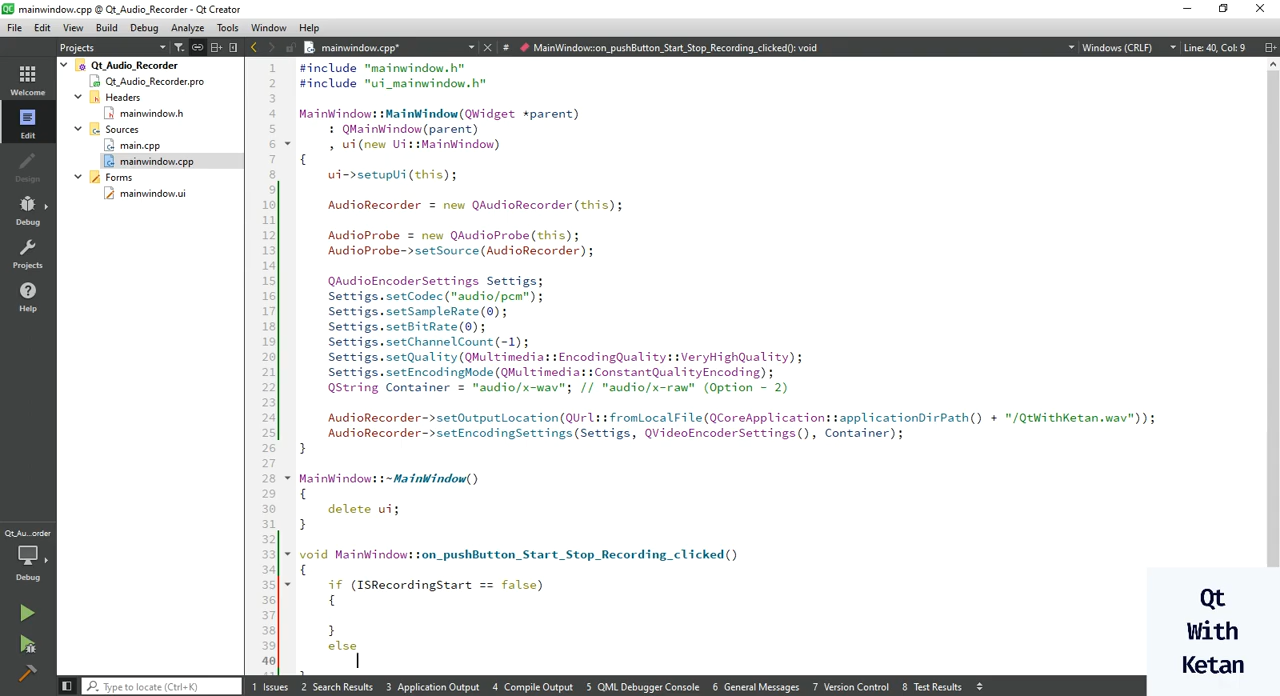 mainwindow.cpp @ Qt_Audio_Recorder - Qt Creator
File Edit View Build Debug Analyze Tools Window Help
Projects mainwindow.cpp* # MainWindow::on_pushButton_Start_Stop_Recording_clicked(): void Windows (CRLF) Line: 40, Col: 9
Welcome
Edit
Design
Debug
Projects
Help
Qt_Au...order
Debug
Qt_Audio_Recorder
Qt_Audio_Recorder.pro
Headers
mainwindow.h
Sources
main.cpp
mainwindow.cpp
Forms
mainwindow.ui
1 #include "mainwindow.h"
2 #include "ui_mainwindow.h"
3
4 MainWindow::MainWindow(QWidget *parent)
5 : QMainWindow(parent)
6 , ui(new Ui::MainWindow)
7 {
8 ui->setupUi(this);
9
10 AudioRecorder = new QAudioRecorder(this);
11
12 AudioProbe = new QAudioProbe(this);
13 AudioProbe->setSource(AudioRecorder);
14
15 QAudioEncoderSettings Settigs;
16 Settigs.setCodec("audio/pcm");
17 Settigs.setSampleRate(0);
18 Settigs.setBitRate(0);
19 Settigs.setChannelCount(-1);
20 Settigs.setQuality(QMultimedia::EncodingQuality::VeryHighQuality);
21 Settigs.setEncodingMode(QMultimedia::ConstantQualityEncoding);
22 QString Container = "audio/x-wav"; // "audio/x-raw" (Option - 2)
23
24 AudioRecorder->setOutputLocation(QUrl::fromLocalFile(QCoreApplication::applicationDirPath() + "/QtWithKetan.wav"));
25 AudioRecorder->setEncodingSettings(Settigs, QVideoEncoderSettings(), Container);
26 }
27
28 MainWindow::~MainWindow()
29 {
30 delete ui;
31 }
32
33 void MainWindow::on_pushButton_Start_Stop_Recording_clicked()
34 {
35 if (ISRecordingStart == false)
36 {
37
38 }
39 else
40
41 }
Qt
With
Ketan
Type to locate (Ctrl+K) 1 Issues 2 Search Results 3 Application Output 4 Compile Output 5 QML Debugger Console 6 General Messages 7 Version Control 8 Test Results